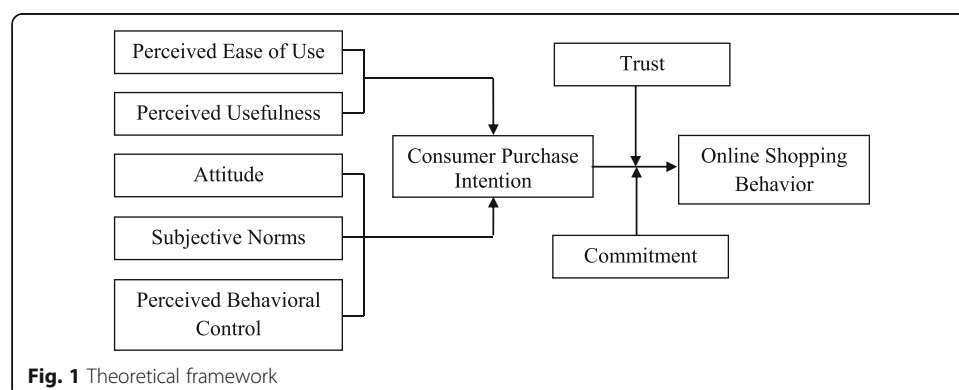 Perceived Ease of Use
Perceived Usefulness
Attitude
Subjective Norms
Perceived Behavioral
Control
Consumer Purchase
Intention
Trust
Commitment
Online Shopping
Behavior
Fig. 1 Theoretical framework